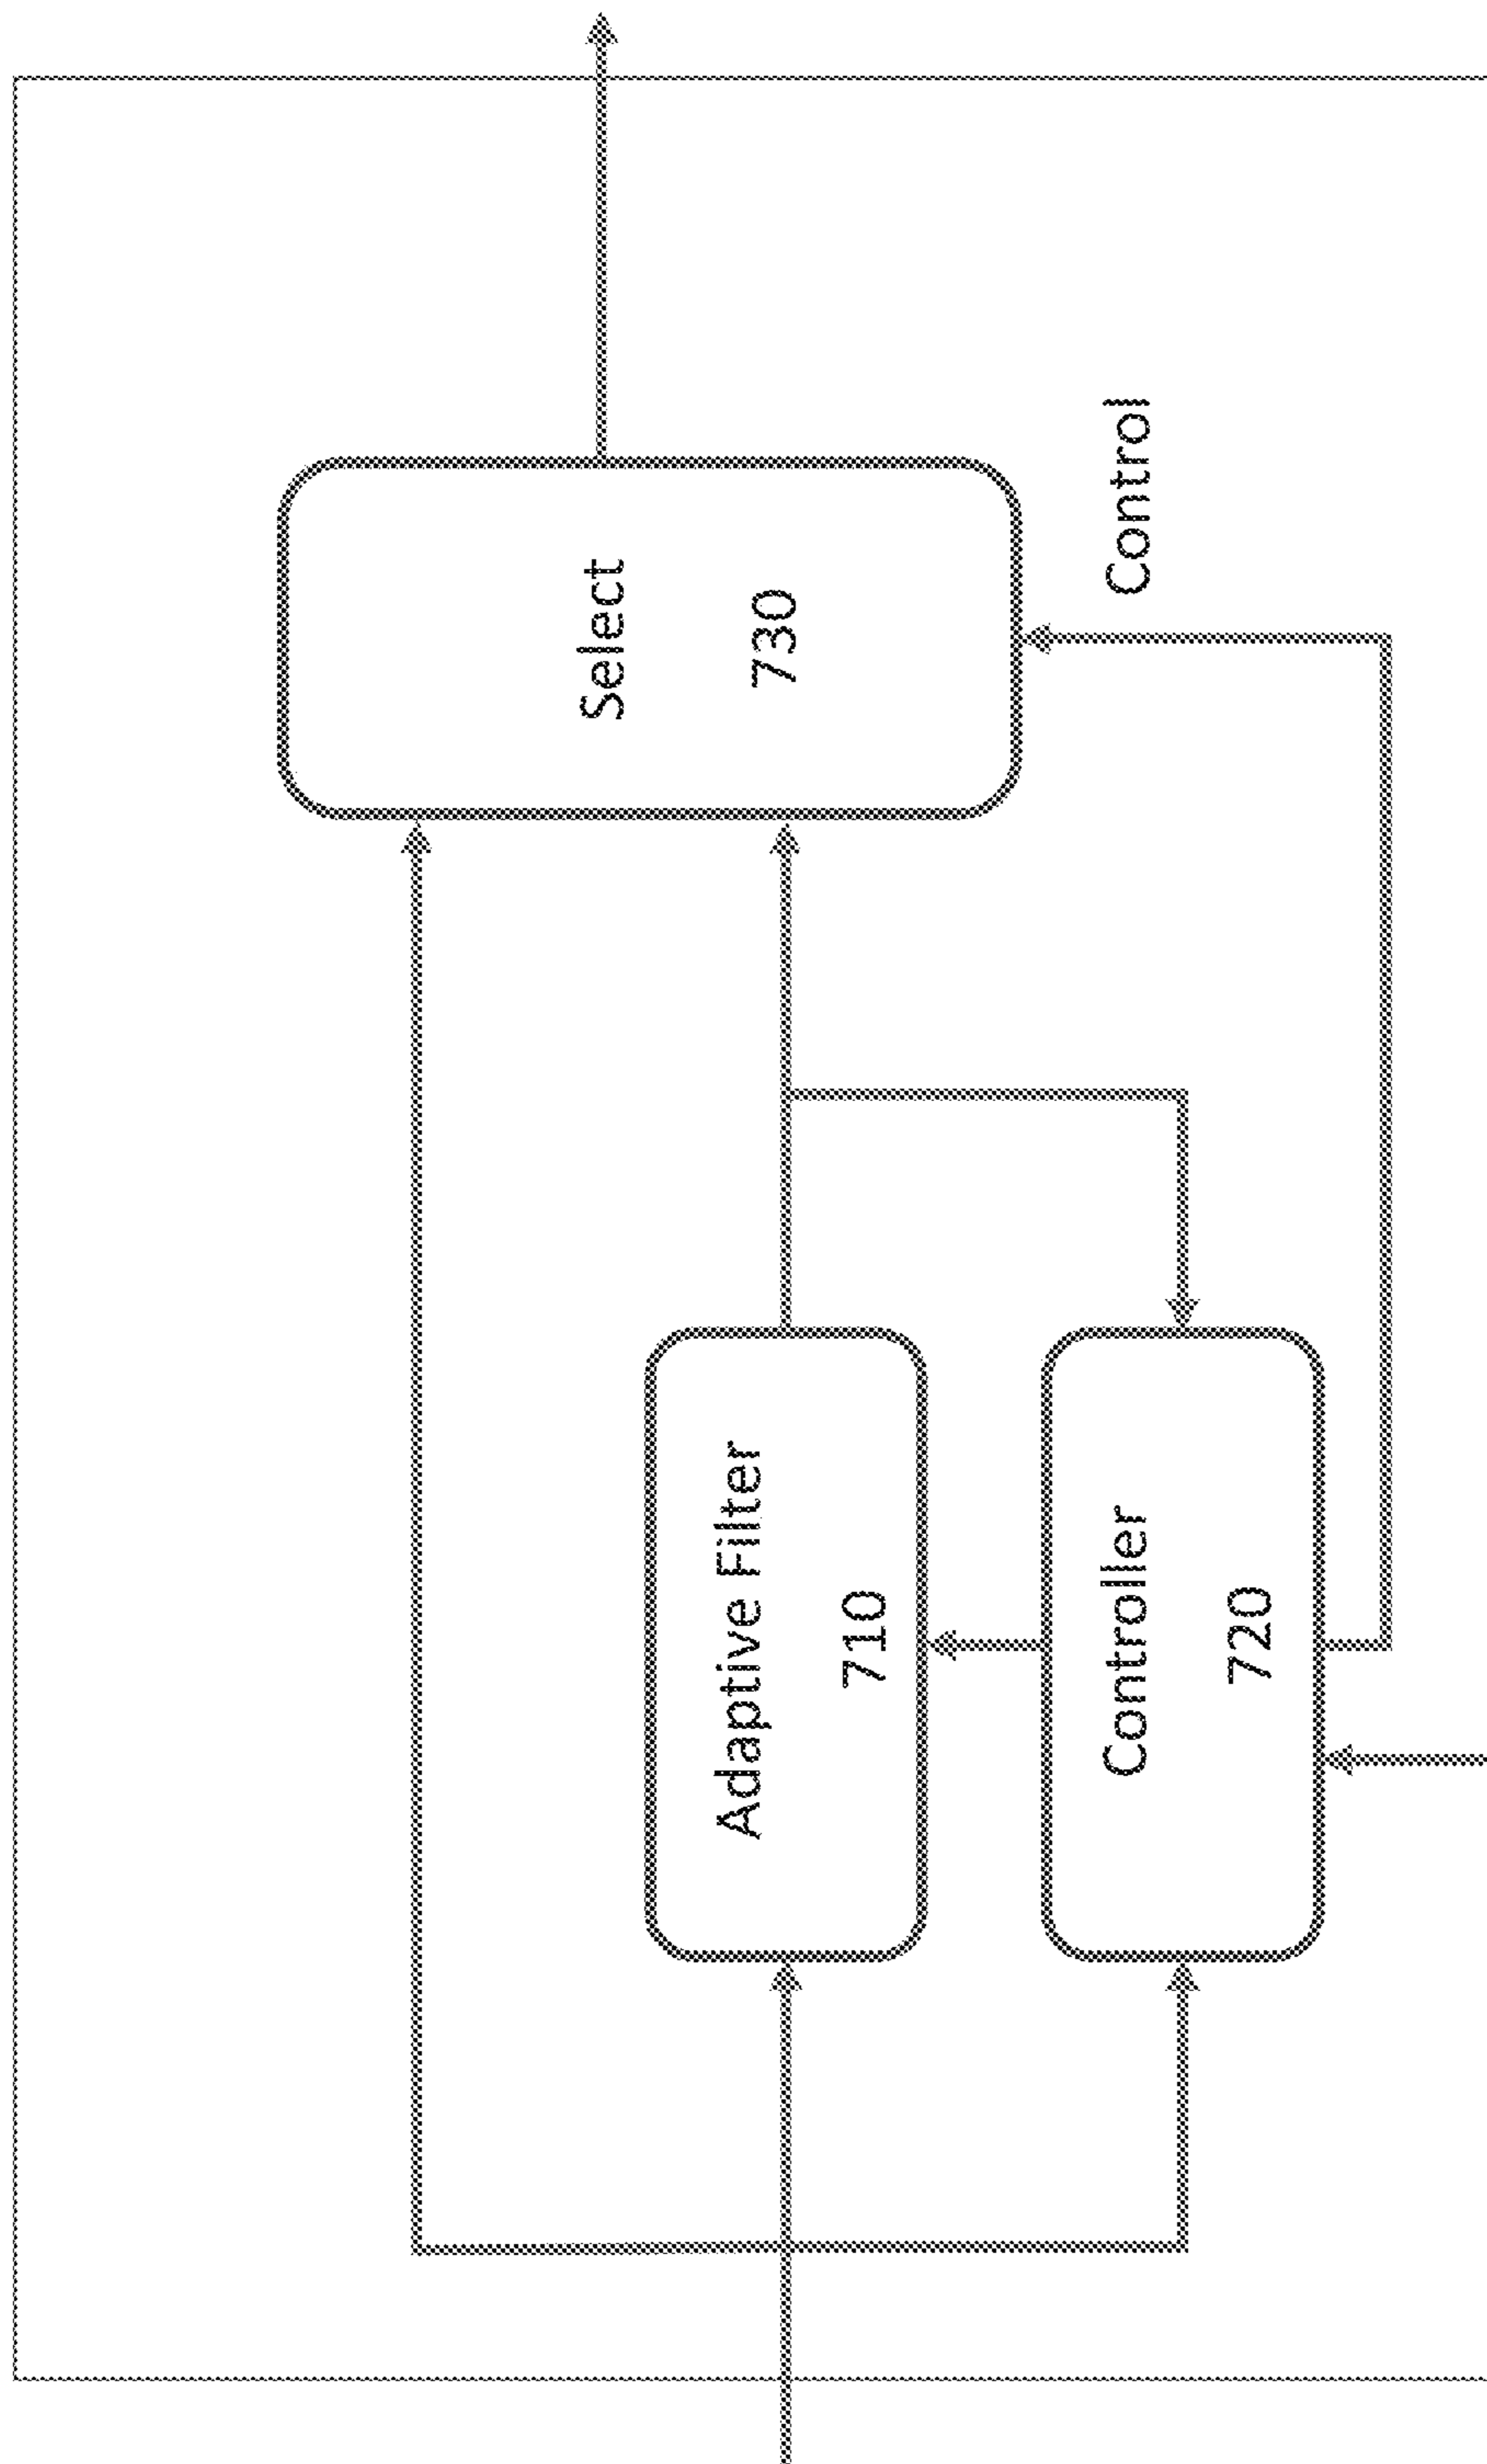 Adaptive Filter
710
Controller
720
Select
730
Control